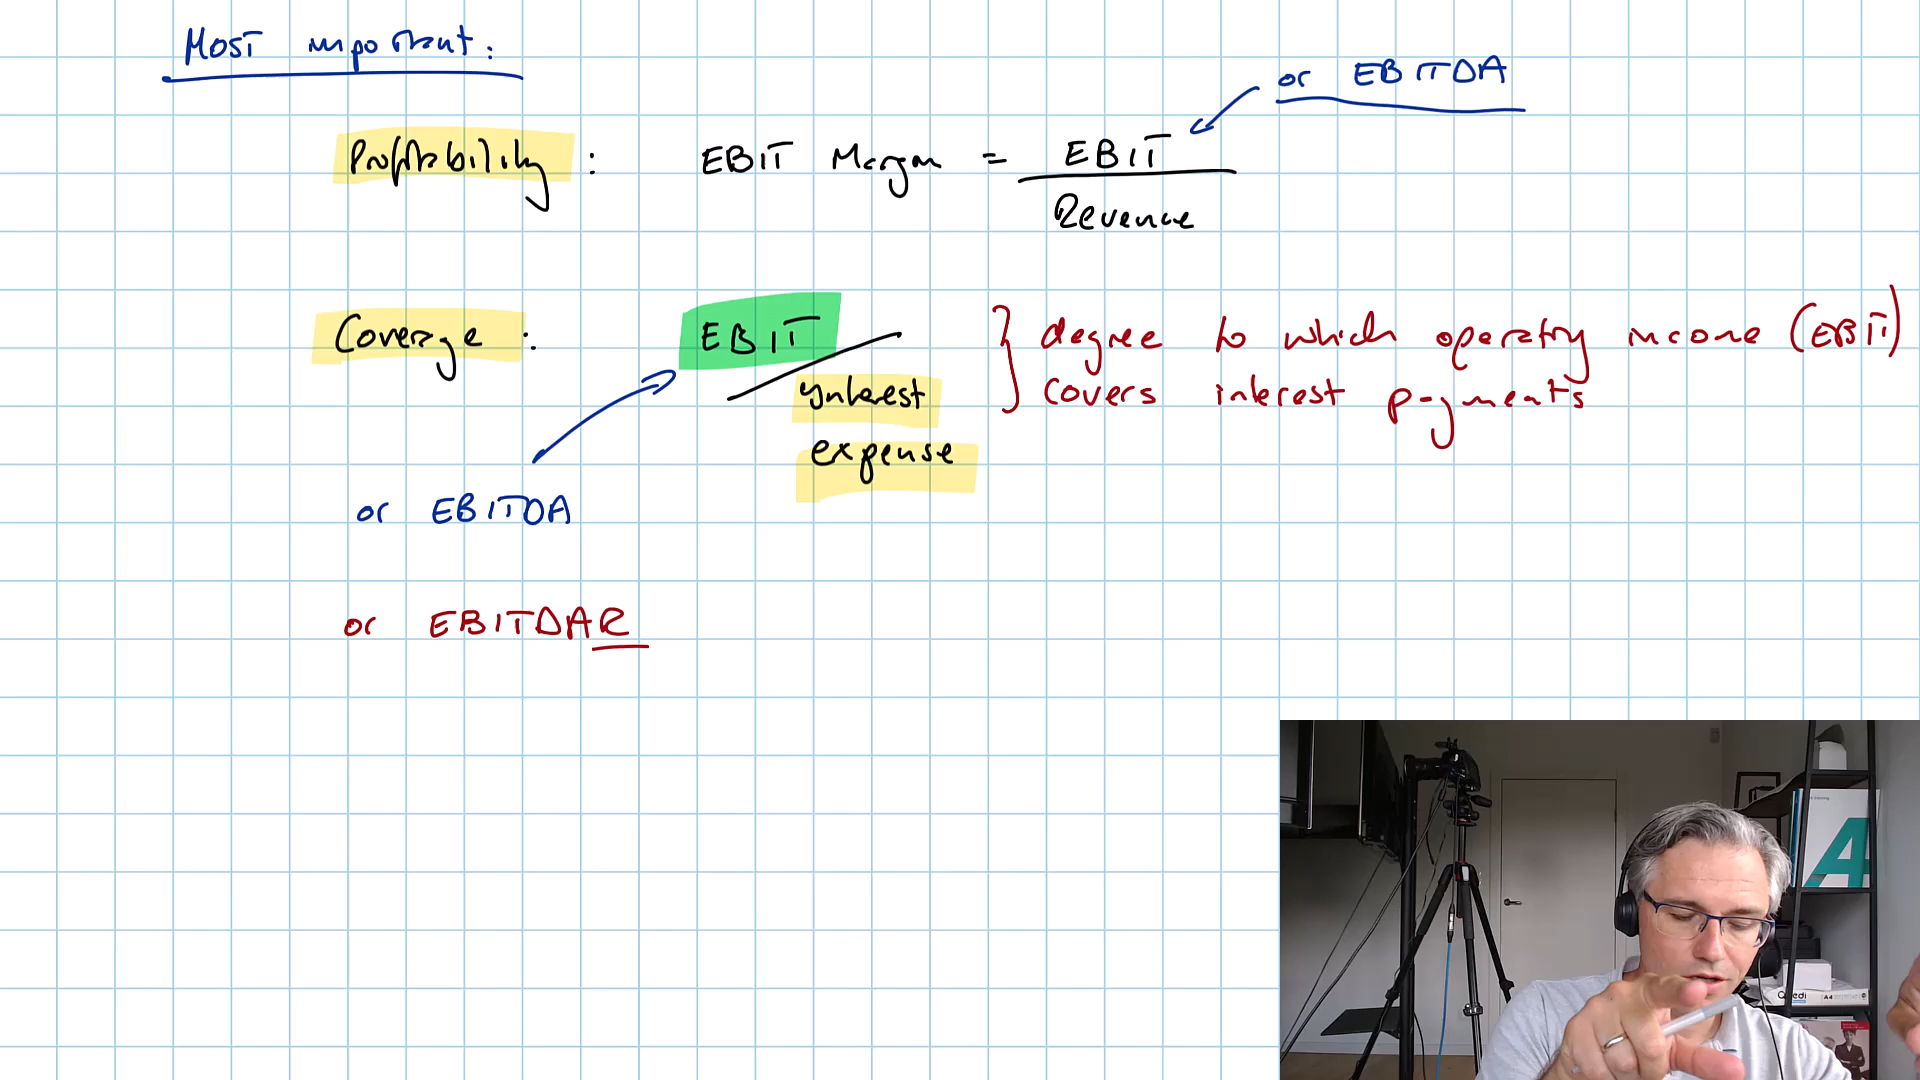 Most important:
or EBITDA
Profitability : EBIT Margin = EBIT
Revenue
Coverage : EBIT } degree to which operating income (EBIT)
interest covers interest payments
expense
or EBITDA
or EBITDAR
A
A4